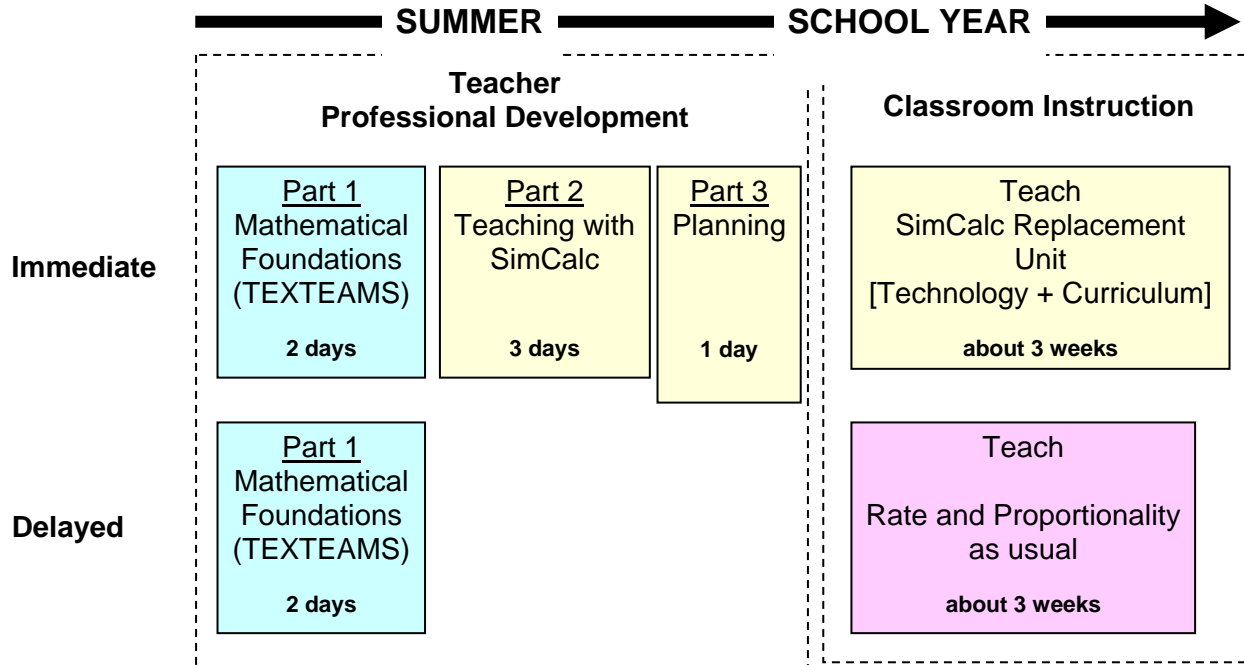 SUMMER
SCHOOL YEAR
Teacher
Professional Development
Classroom Instruction
Immediate
Part 1
Mathematical
Foundations
(TEXTEAMS)
2 days
Part 2
Teaching with
SimCalc
3 days
Part 3
Planning
1 day
Teach
SimCalc Replacement
Unit
[Technology + Curriculum]
about 3 weeks
Delayed
Part 1
Mathematical
Foundations
(TEXTEAMS)
2 days
Teach
Rate and Proportionality
as usual
about 3 weeks